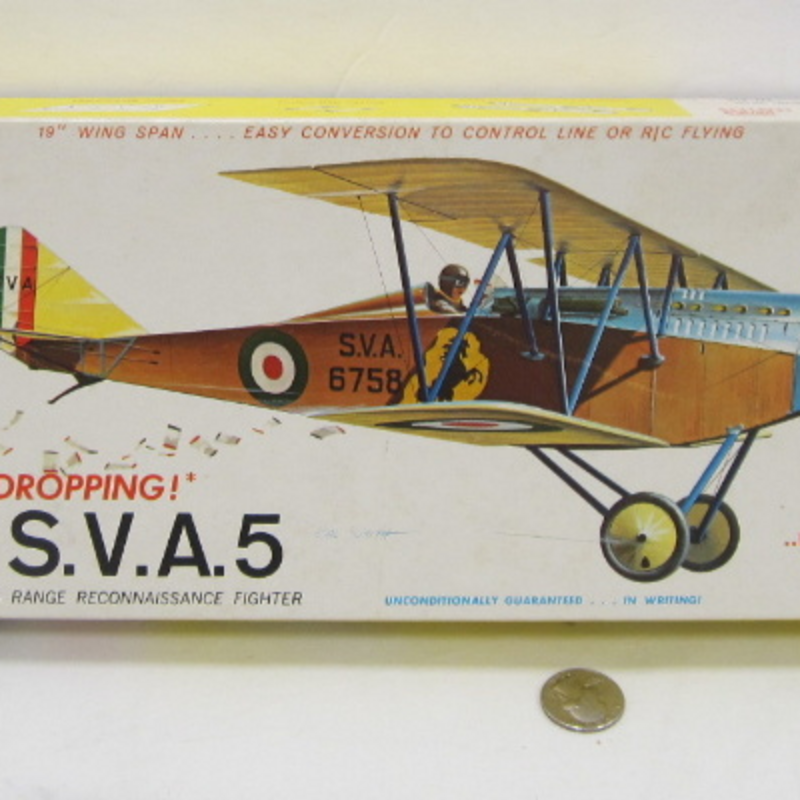 19" WING SPAN .... EASY CONVERSION TO CONTROL LINE OR R/C FLYING
VA
S.V.A.
6758
DROPPING!*
S.V.A.5
RANGE RECONNAISSANCE FIGHTER
UNCONDITIONALLY GUARANTEED ... IN WRITING!